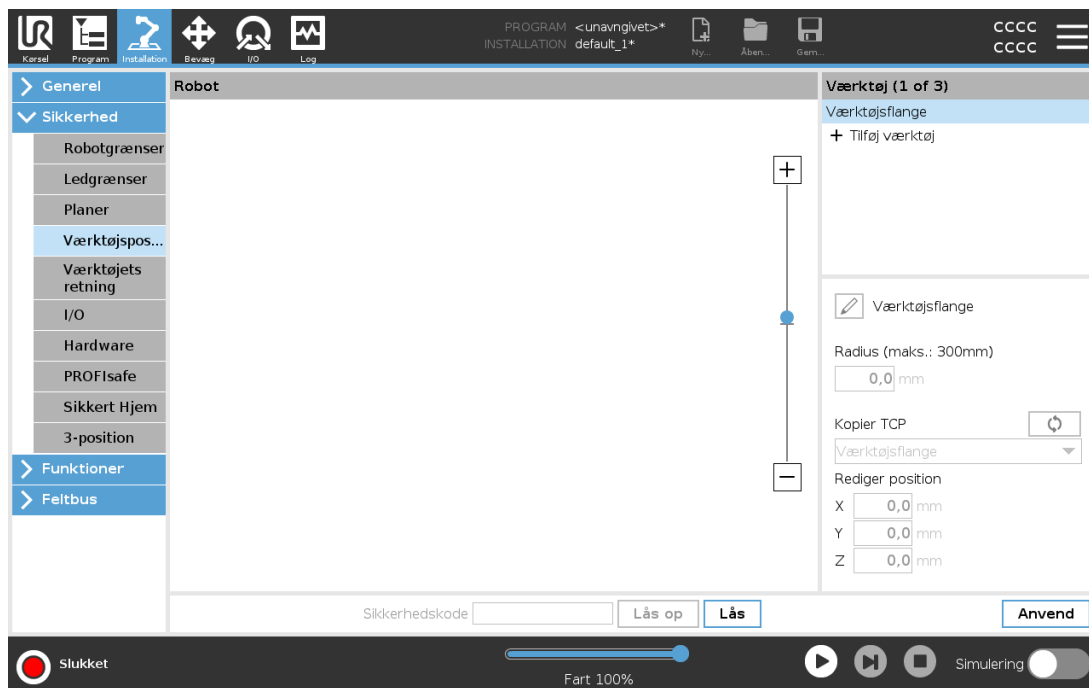 UR
Kørsel
Program
Installation
Bevæg
I/O
Log
PROGRAM <unavngivet>*
INSTALLATION default_1*
Ny...
Åben...
Gem...
CCCC
CCCC
Generel
Sikkerhed
Robotgrænser
Ledgrænser
Planer
Værktøjspos...
Værktøjets
retning
I/O
Hardware
PROFIsafe
Sikkert Hjem
3-position
Funktioner
Feltbus
Robot
Værktøj (1 of 3)
Værktøjsflange
+ Tilføj værktøj
Værktøjsflange
Radius (maks.: 300mm)
0,0 mm
Kopier TCP
Værktøjsflange
Rediger position
X 0,0 mm
Y 0,0 mm
Z 0,0 mm
Sikkerhedskode
Lås op
Lås
Anvend
Slukket
Fart 100%
Simulering